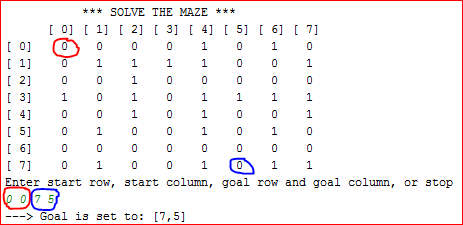 *** SOLVE THE MAZE ***
[ 0] [ 1] [ 2] [ 3] [ 4] [ 5] [ 6] [ 7]
[ 0] 0 0 0 0 1 0 1 0
[ 1] 0 1 1 1 1 0 0 1
[ 2] 0 0 1 0 0 0 0 0
[ 3] 1 0 1 0 1 1 1 1
[ 4] 0 0 1 0 1 0 0 1
[ 5] 0 1 0 0 1 0 1 0
[ 6] 0 0 0 0 0 0 0 0
[ 7] 0 1 0 0 1 0 1 1
Enter start row, start column, goal row and goal column, or stop
0 0 7 5
---> Goal is set to: [7,5]